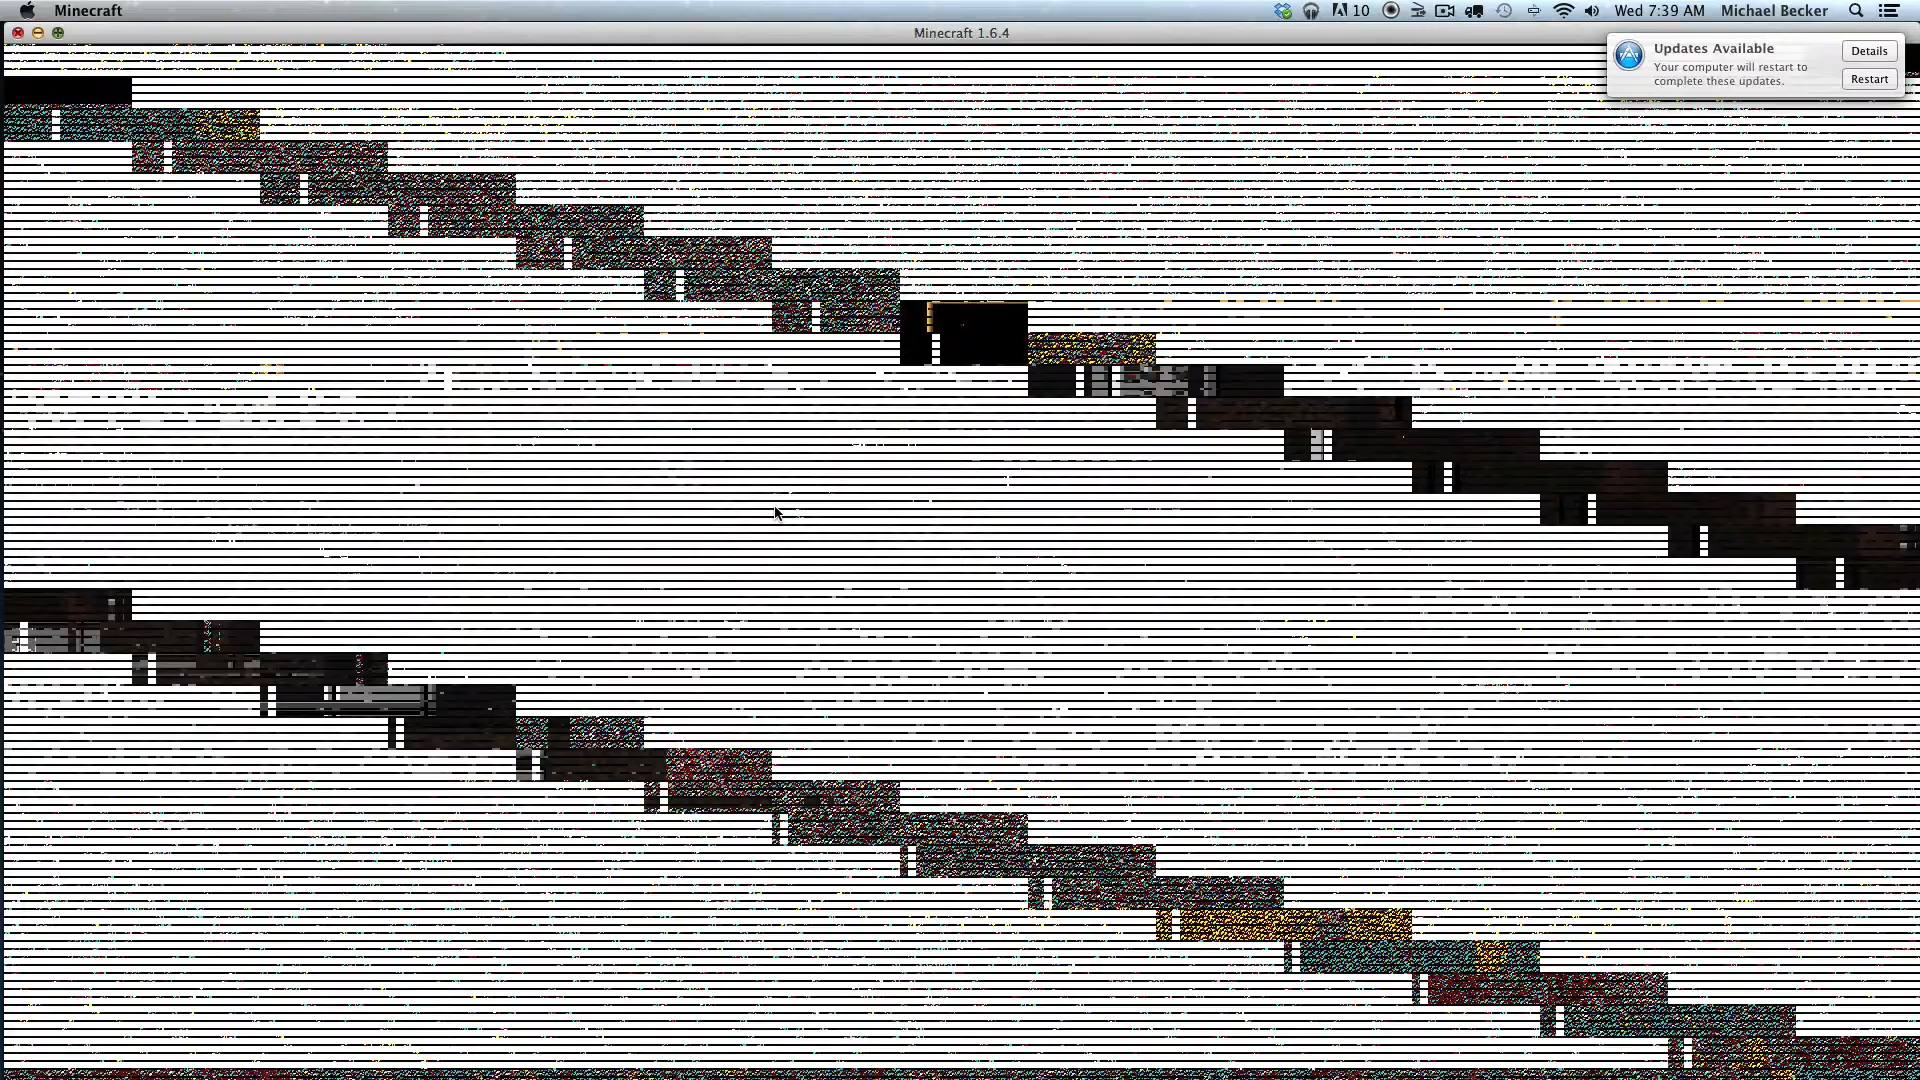 Minecraft
10
Wed 7:39 AM
Michael Becker
Minecraft 1.6.4
Updates Available
Your computer will restart to
complete these updates.
Details
Restart